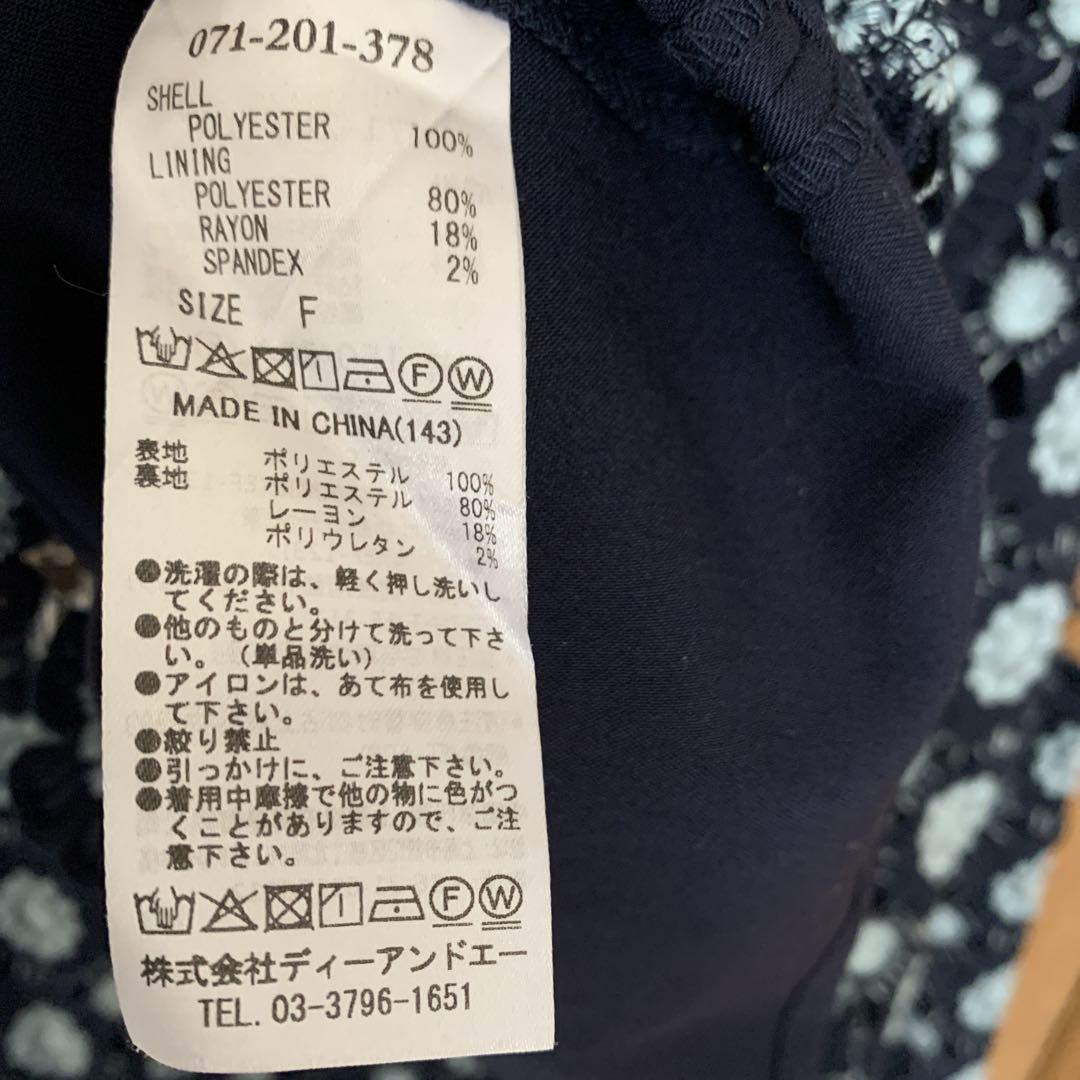 071-201-378
SHELL
POLYESTER 100%
LINING
POLYESTER 80%
RAYON 18%
SPANDEX 2%
SIZE F
F W
MADE IN CHINA(143)
表地 ポリエステル 100%
裏地 ポリエステル 80%
レーヨン 18%
ポリウレタン 2%
●洗濯の際は、軽く押し洗いし
てください。
●他のものと分けて洗って下さ
い。（単品洗い）
●アイロンは、あて布を使用し
て下さい。
●絞り禁止
●引っかけに、ご注意下さい。
●着用中摩擦で他の物に色がつ
くことがありますので、ご注
意下さい。
F W
株式会社ディーアンドエー
TEL. 03-3796-1651